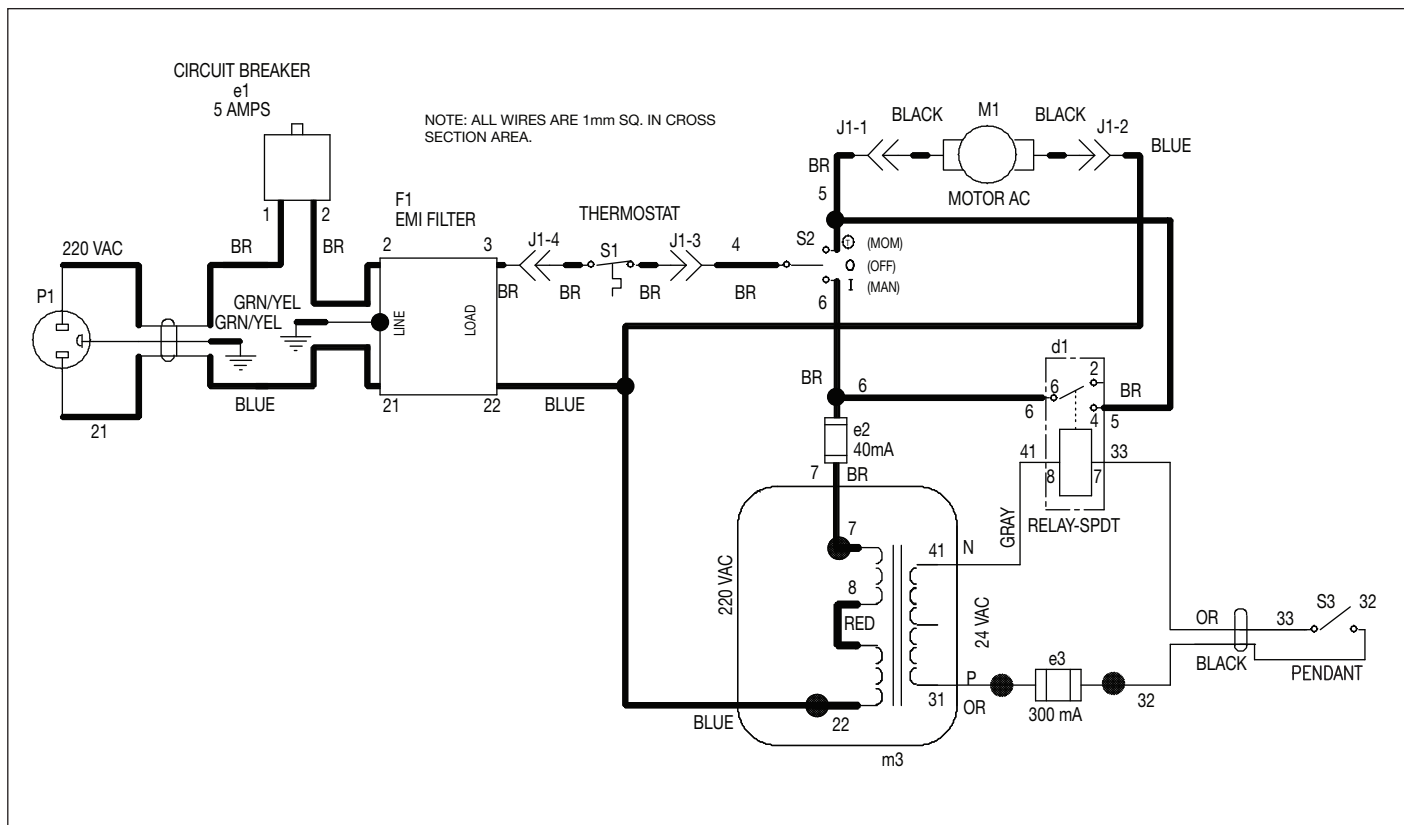 CIRCUIT BREAKER
e1
5 AMPS
NOTE: ALL WIRES ARE 1mm SQ. IN CROSS
SECTION AREA.
1
2
BR
BR
220 VAC
P1
21
GRN/YEL
GRN/YEL
BLUE
F1
EMI FILTER
2
3
LINE
LOAD
21
22
BR
J1-4
BR
THERMOSTAT
S1
BR
J1-3
4
BR
BLUE
J1-1
BLACK
M1
BLACK
J1-2
BLUE
MOTOR AC
BR
5
S2
T
(MOM)
O
(OFF)
I
(MAN)
6
BR
6
6
d1
2
6
4
BR
5
41
33
8
7
RELAY-SPDT
e2
40mA
7
BR
220 VAC
7
8
RED
22
BLUE
m3
41
N
GRAY
24 VAC
31
P
OR
e3
300 mA
32
OR
BLACK
33
S3
32
PENDANT